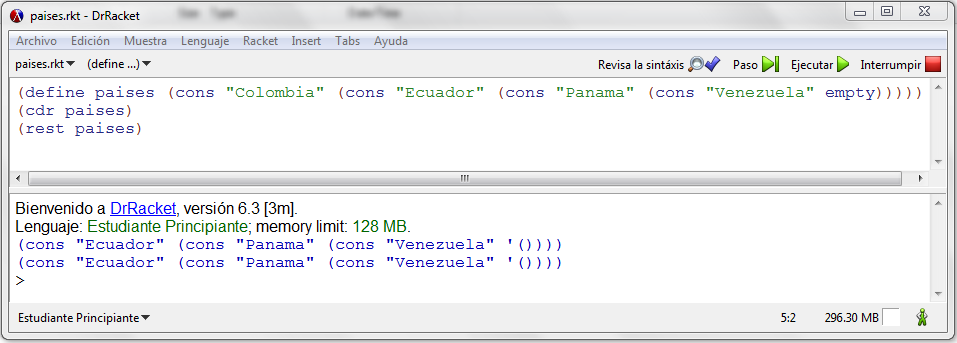 paises.rkt - DrRacket
Archivo Edición Muestra Lenguaje Racket Insert Tabs Ayuda
paises.rkt (define ...) Revisa la sintáxis Paso Ejecutar Interrumpir
(define paises (cons "Colombia" (cons "Ecuador" (cons "Panama" (cons "Venezuela" empty)))))
(cdr paises)
(rest paises)
Bienvenido a DrRacket, versión 6.3 [3m].
Lenguaje: Estudiante Principiante; memory limit: 128 MB.
(cons "Ecuador" (cons "Panama" (cons "Venezuela" '())))
(cons "Ecuador" (cons "Panama" (cons "Venezuela" '())))
>
Estudiante Principiante 5:2 296.30 MB